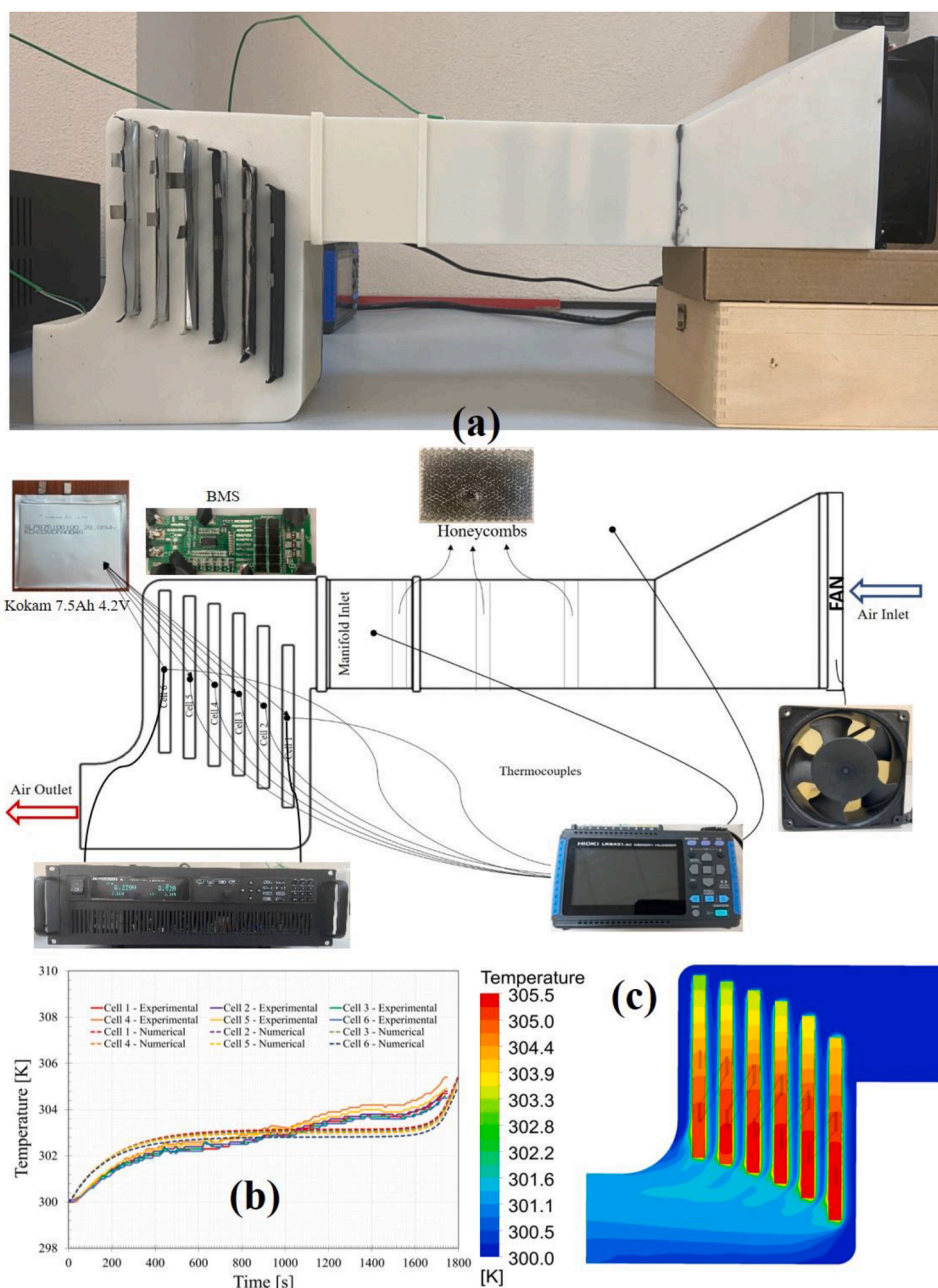 (a)
BMS
Honeycombs
Kokam 7.5Ah 4.2V
Manifold Inlet
FAN
Air Inlet
Cell 6
Cell 5
Cell 4
Cell 3
Cell 2
Cell 1
Thermocouples
Air Outlet
HIOKI
310
308
306
304
302
300
298
Temperature [K]
Cell 1 - Experimental
Cell 2 - Experimental
Cell 3 - Experimental
Cell 4 - Experimental
Cell 5 - Experimental
Cell 6 - Experimental
Cell 1 - Numerical
Cell 2 - Numerical
Cell 3 - Numerical
Cell 4 - Numerical
Cell 5 - Numerical
Cell 6 - Numerical
(b)
0 200 400 600 800 1000 1200 1400 1600 1800
Time [s]
Temperature
305.5
305.0
304.4
303.9
303.3
302.8
302.2
301.6
301.1
300.5
300.0
[K]
(c)